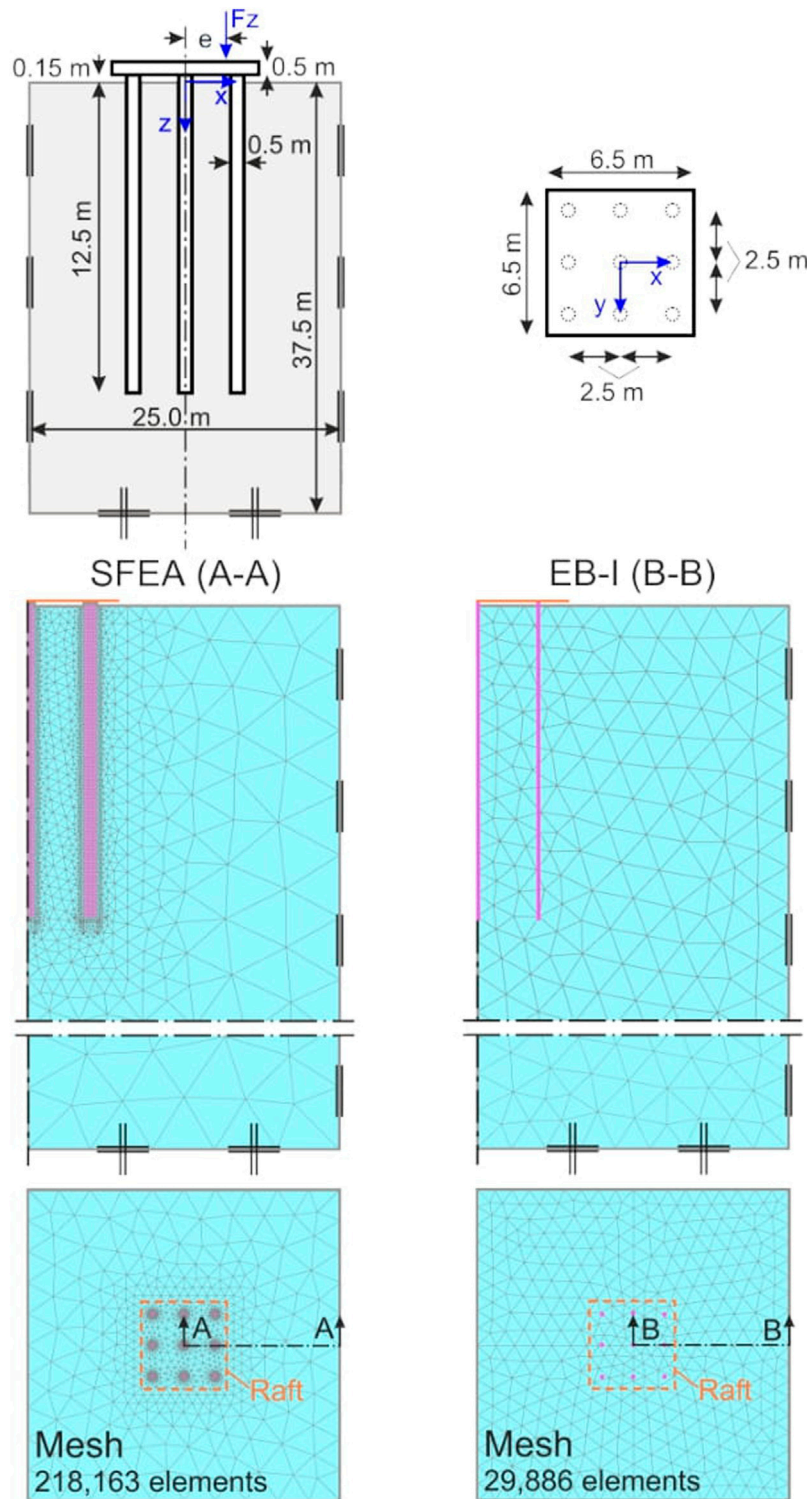 Fz
e
0.15 m
0.5 m
x
z
0.5 m
12.5 m
37.5 m
25.0 m
6.5 m
6.5 m
2.5 m
x
y
2.5 m
SFEA (A-A)
EB-I (B-B)
A
A
Raft
Mesh
218,163 elements
B
B
Raft
Mesh
29,886 elements